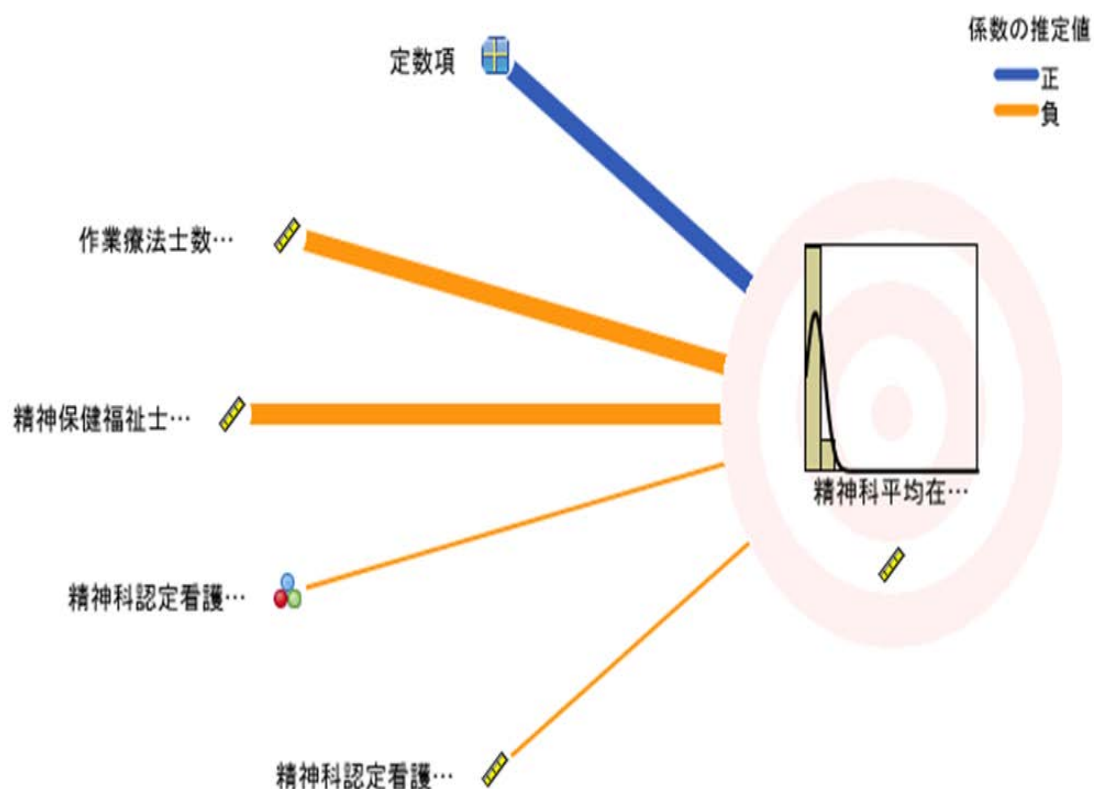 係数の推定値
正
負
定数項
作業療法士数…
精神保健福祉士…
精神科認定看護…
精神科認定看護…
精神科平均在…